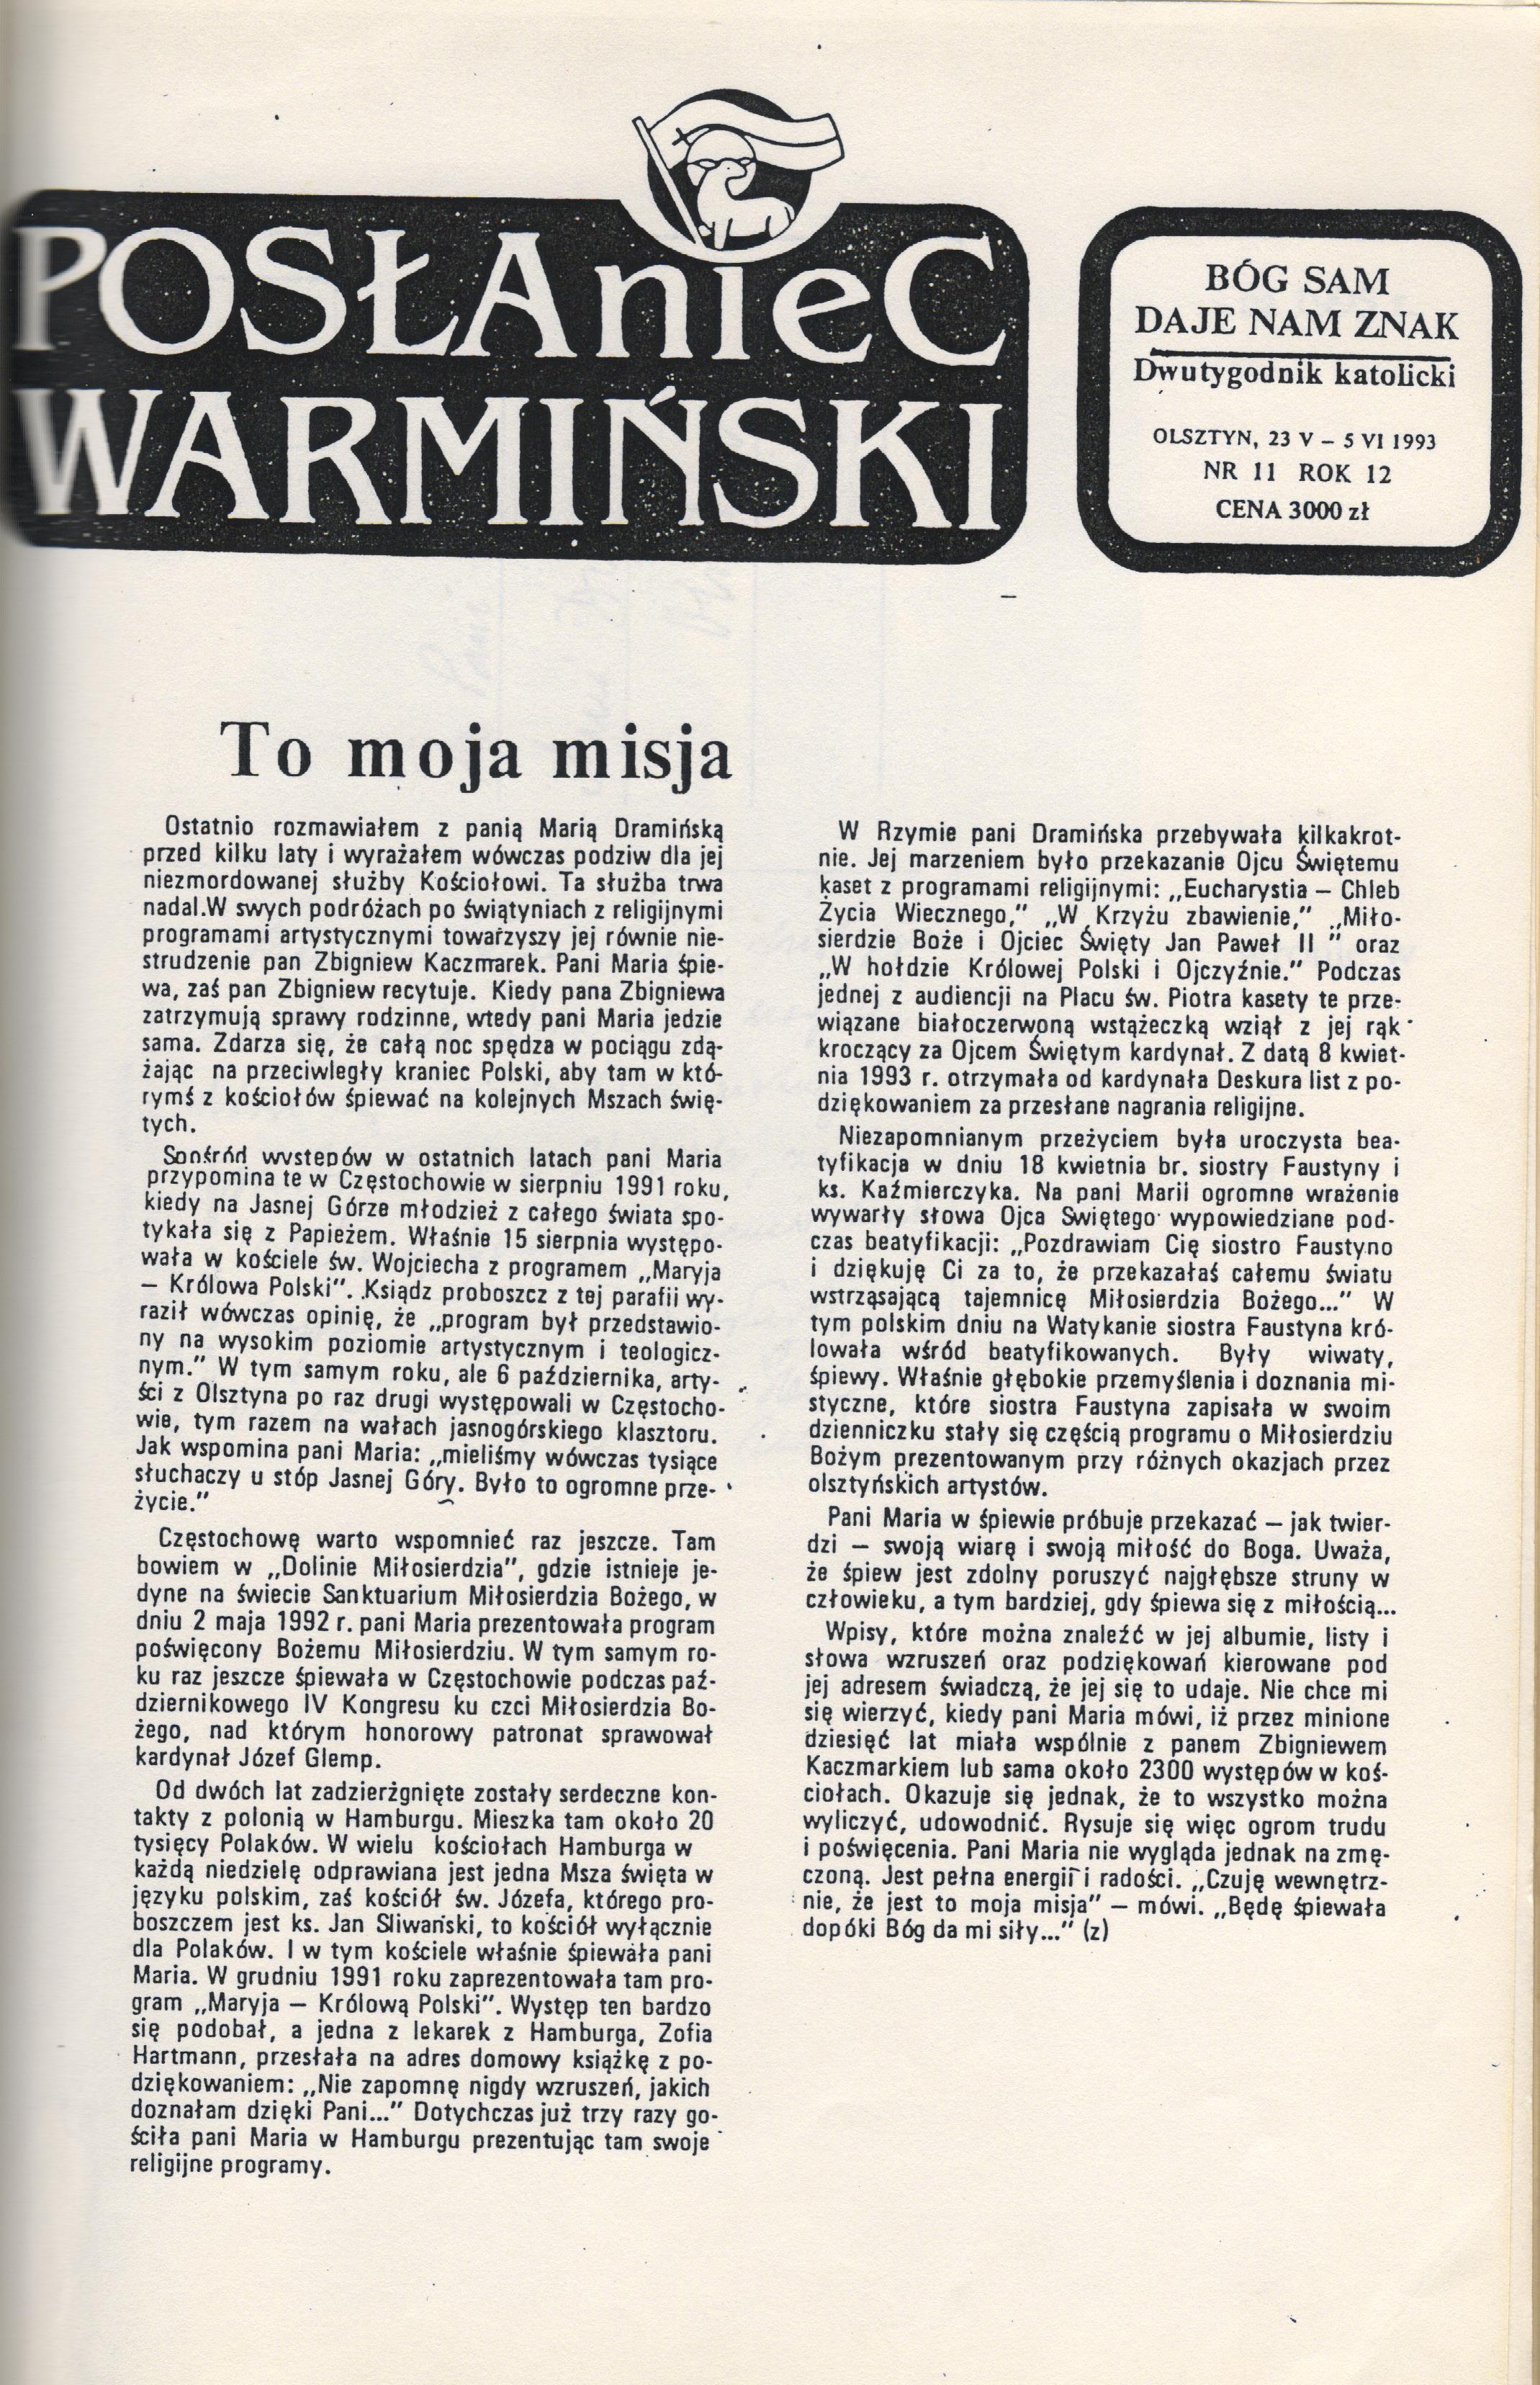 POSŁAnieC
WARMIŃSKI
BÓG SAM
DAJE NAM ZNAK
Dwutygodnik katolicki
OLSZTYN, 23 V – 5 VI 1993
NR 11 ROK 12
CENA 3000 zł
To moja misja
Ostatnio rozmawiałem z panią Marią Dramińską
przed kilku laty i wyrażałem wówczas podziw dla jej
niezmordowanej służby Kościołowi. Ta służba trwa
nadal.W swych podróżach po świątyniach z religijnymi
programami artystycznymi towarzyszy jej równie nie-
strudzenie pan Zbigniew Kaczmarek. Pani Maria śpie-
wa, zaś pan Zbigniew recytuje. Kiedy pana Zbigniewa
zatrzymują sprawy rodzinne, wtedy pani Maria jedzie
sama. Zdarza się, że całą noc spędza w pociągu zdą-
żając na przeciwległy kraniec Polski, aby tam w któ-
rymś z kościołów śpiewać na kolejnych Mszach świę-
tych.
Spośród występów w ostatnich latach pani Maria
przypomina te w Częstochowie w sierpniu 1991 roku,
kiedy na Jasnej Górze młodzież z całego świata spo-
tykała się z Papieżem. Właśnie 15 sierpnia występo-
wała w kościele św. Wojciecha z programem „Maryja
– Królowa Polski". Ksiądz proboszcz z tej parafii wy-
raził wówczas opinię, że „program był przedstawio-
ny na wysokim poziomie artystycznym i teologicz-
nym." W tym samym roku, ale 6 października, arty-
ści z Olsztyna po raz drugi występowali w Częstocho-
wie, tym razem na wałach jasnogórskiego klasztoru.
Jak wspomina pani Maria: „mieliśmy wówczas tysiące
słuchaczy u stóp Jasnej Góry. Było to ogromne prze-
życie."
Częstochowę warto wspomnieć raz jeszcze. Tam
bowiem w „Dolinie Miłosierdzia", gdzie istnieje je-
dyne na świecie Sanktuarium Miłosierdzia Bożego, w
dniu 2 maja 1992 r. pani Maria prezentowała program
poświęcony Bożemu Miłosierdziu. W tym samym ro-
ku raz jeszcze śpiewała w Częstochowie podczas paź-
dziernikowego IV Kongresu ku czci Miłosierdzia Bo-
żego, nad którym honorowy patronat sprawował
kardynał Józef Glemp.
Od dwóch lat zadzierżgnięte zostały serdeczne kon-
takty z polonią w Hamburgu. Mieszka tam około 20
tysięcy Polaków. W wielu kościołach Hamburga w
każdą niedzielę odprawiana jest jedna Msza święta w
języku polskim, zaś kościół św. Józefa, którego pro-
boszczem jest ks. Jan Sliwański, to kościół wyłącznie
dla Polaków. I w tym kościele właśnie śpiewała pani
Maria. W grudniu 1991 roku zaprezentowała tam pro-
gram „Maryja – Królową Polski". Występ ten bardzo
się podobał, a jedna z lekarek z Hamburga, Zofia
Hartmann, przesłała na adres domowy książkę z po-
dziękowaniem: „Nie zapomnę nigdy wzruszeń, jakich
doznałam dzięki Pani..." Dotychczas już trzy razy go-
ściła pani Maria w Hamburgu prezentując tam swoje
religijne programy.
W Rzymie pani Dramińska przebywała kilkakrot-
nie. Jej marzeniem było przekazanie Ojcu Świętemu
kaset z programami religijnymi: „Eucharystia – Chleb
Życia Wiecznego," „W Krzyżu zbawienie," „Miło-
sierdzie Boże i Ojciec Święty Jan Paweł II " oraz
„W hołdzie Królowej Polski i Ojczyźnie." Podczas
jednej z audiencji na Placu św. Piotra kasety te prze-
wiązane białoczerwoną wstążeczką wziął z jej rąk
kroczący za Ojcem Świętym kardynał. Z datą 8 kwiet-
nia 1993 r. otrzymała od kardynała Deskura list z po-
dziękowaniem za przesłane nagrania religijne.
Niezapomnianym przeżyciem była uroczysta bea-
tyfikacja w dniu 18 kwietnia br. siostry Faustyny i
ks. Kaźmierczyka. Na pani Marii ogromne wrażenie
wywarły słowa Ojca Swiętego wypowiedziane pod-
czas beatyfikacji: „Pozdrawiam Cię siostro Faustyno
i dziękuję Ci za to, że przekazałaś całemu światu
wstrząsającą tajemnicę Miłosierdzia Bożego..." W
tym polskim dniu na Watykanie siostra Faustyna kró-
lowała wśród beatyfikowanych. Były wiwaty,
śpiewy. Właśnie głębokie przemyślenia i doznania mi-
styczne, które siostra Faustyna zapisała w swoim
dzienniczku stały się częścią programu o Miłosierdziu
Bożym prezentowanym przy różnych okazjach przez
olsztyńskich artystów.
Pani Maria w śpiewie próbuje przekazać – jak twier-
dzi – swoją wiarę i swoją miłość do Boga. Uważa,
że śpiew jest zdolny poruszyć najgłębsze struny w
człowieku, a tym bardziej, gdy śpiewa się z miłością...
Wpisy, które można znaleźć w jej albumie, listy i
słowa wzruszeń oraz podziękowań kierowane pod
jej adresem świadczą, że jej się to udaje. Nie chce mi
się wierzyć, kiedy pani Maria mówi, iż przez minione
dziesięć lat miała wspólnie z panem Zbigniewem
Kaczmarkiem lub sama około 2300 występów w koś-
ciołach. Okazuje się jednak, że to wszystko można
wyliczyć, udowodnić. Rysuje się więc ogrom trudu
i poświęcenia. Pani Maria nie wygląda jednak na zmę-
czoną. Jest pełna energii i radości. „Czuję wewnętrz-
nie, że jest to moja misja" – mówi. „Będę śpiewała
dopóki Bóg da mi siły..." (z)